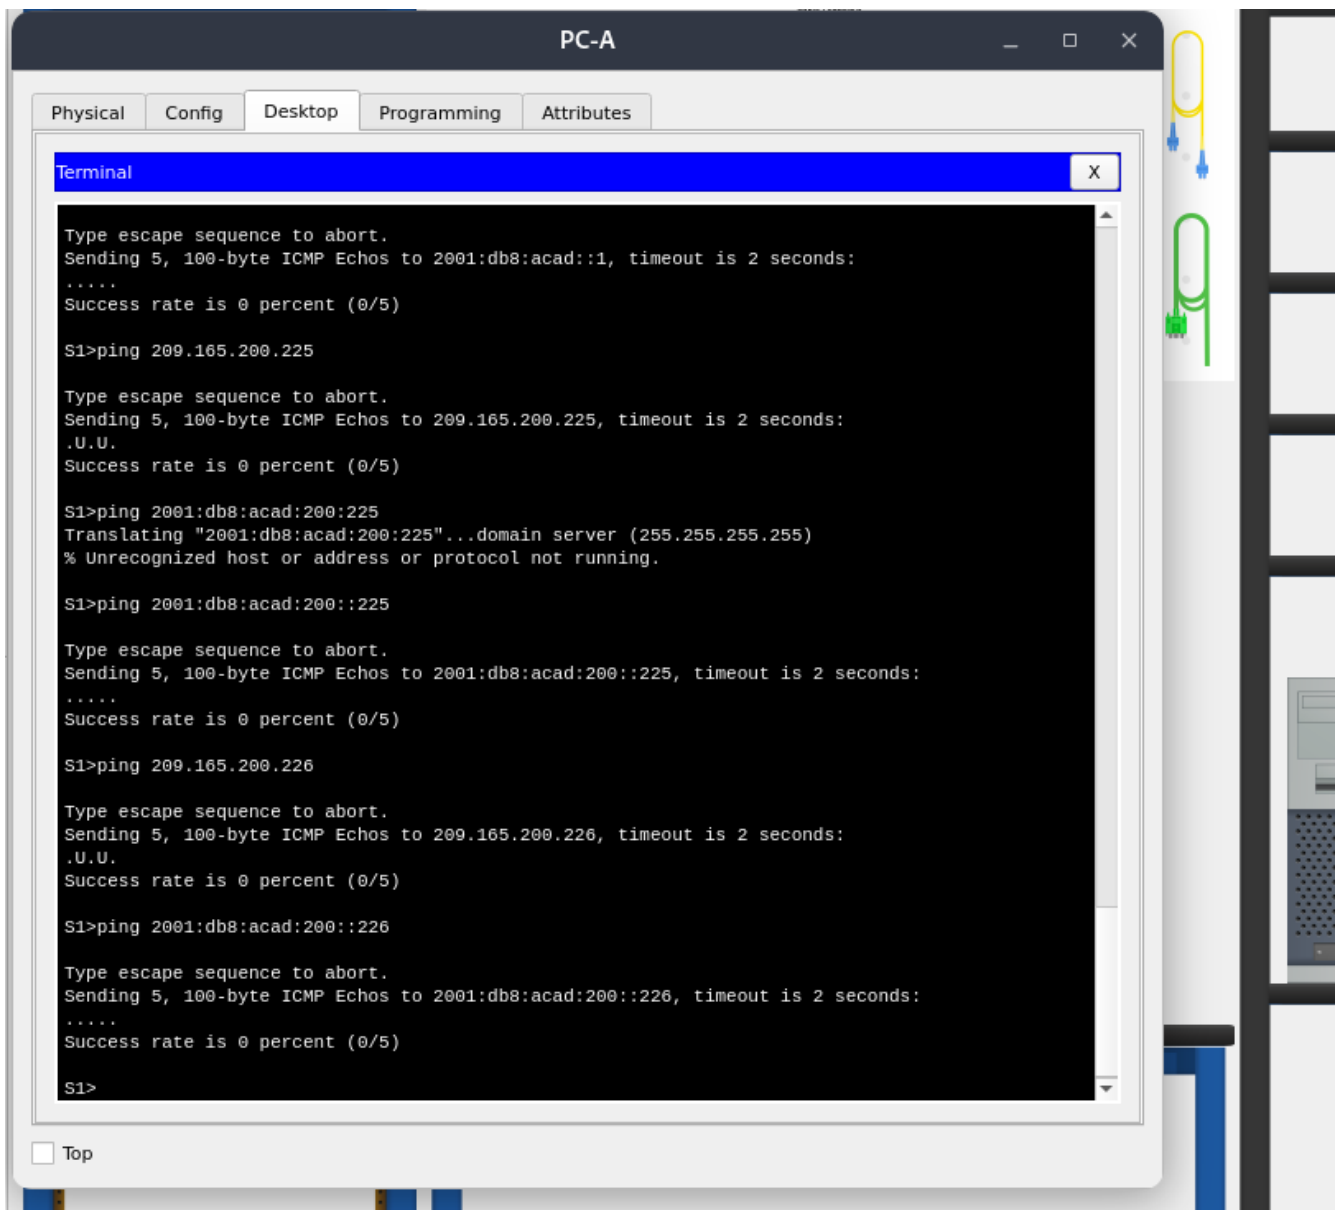 PC-A
Physical Config Desktop Programming Attributes
Terminal X
Type escape sequence to abort.
Sending 5, 100-byte ICMP Echos to 2001:db8:acad::1, timeout is 2 seconds:
.....
Success rate is 0 percent (0/5)
S1>ping 209.165.200.225
Type escape sequence to abort.
Sending 5, 100-byte ICMP Echos to 209.165.200.225, timeout is 2 seconds:
.U.U.
Success rate is 0 percent (0/5)
S1>ping 2001:db8:acad:200:225
Translating "2001:db8:acad:200:225"...domain server (255.255.255.255)
% Unrecognized host or address or protocol not running.
S1>ping 2001:db8:acad:200::225
Type escape sequence to abort.
Sending 5, 100-byte ICMP Echos to 2001:db8:acad:200::225, timeout is 2 seconds:
.....
Success rate is 0 percent (0/5)
S1>ping 209.165.200.226
Type escape sequence to abort.
Sending 5, 100-byte ICMP Echos to 209.165.200.226, timeout is 2 seconds:
.U.U.
Success rate is 0 percent (0/5)
S1>ping 2001:db8:acad:200::226
Type escape sequence to abort.
Sending 5, 100-byte ICMP Echos to 2001:db8:acad:200::226, timeout is 2 seconds:
.....
Success rate is 0 percent (0/5)
S1>
Top